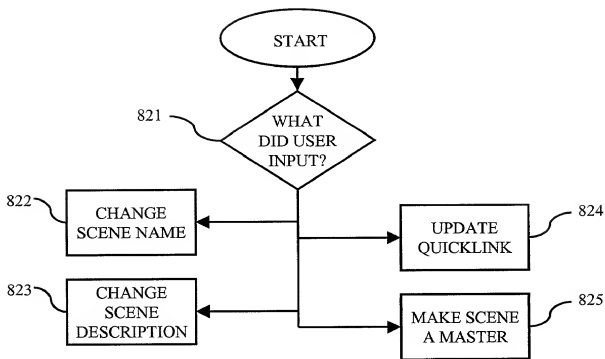 START
821
WHAT
DID USER
INPUT?
822
CHANGE
SCENE NAME
UPDATE
QUICKLINK
824
823
CHANGE
SCENE
DESCRIPTION
MAKE SCENE
A MASTER
825